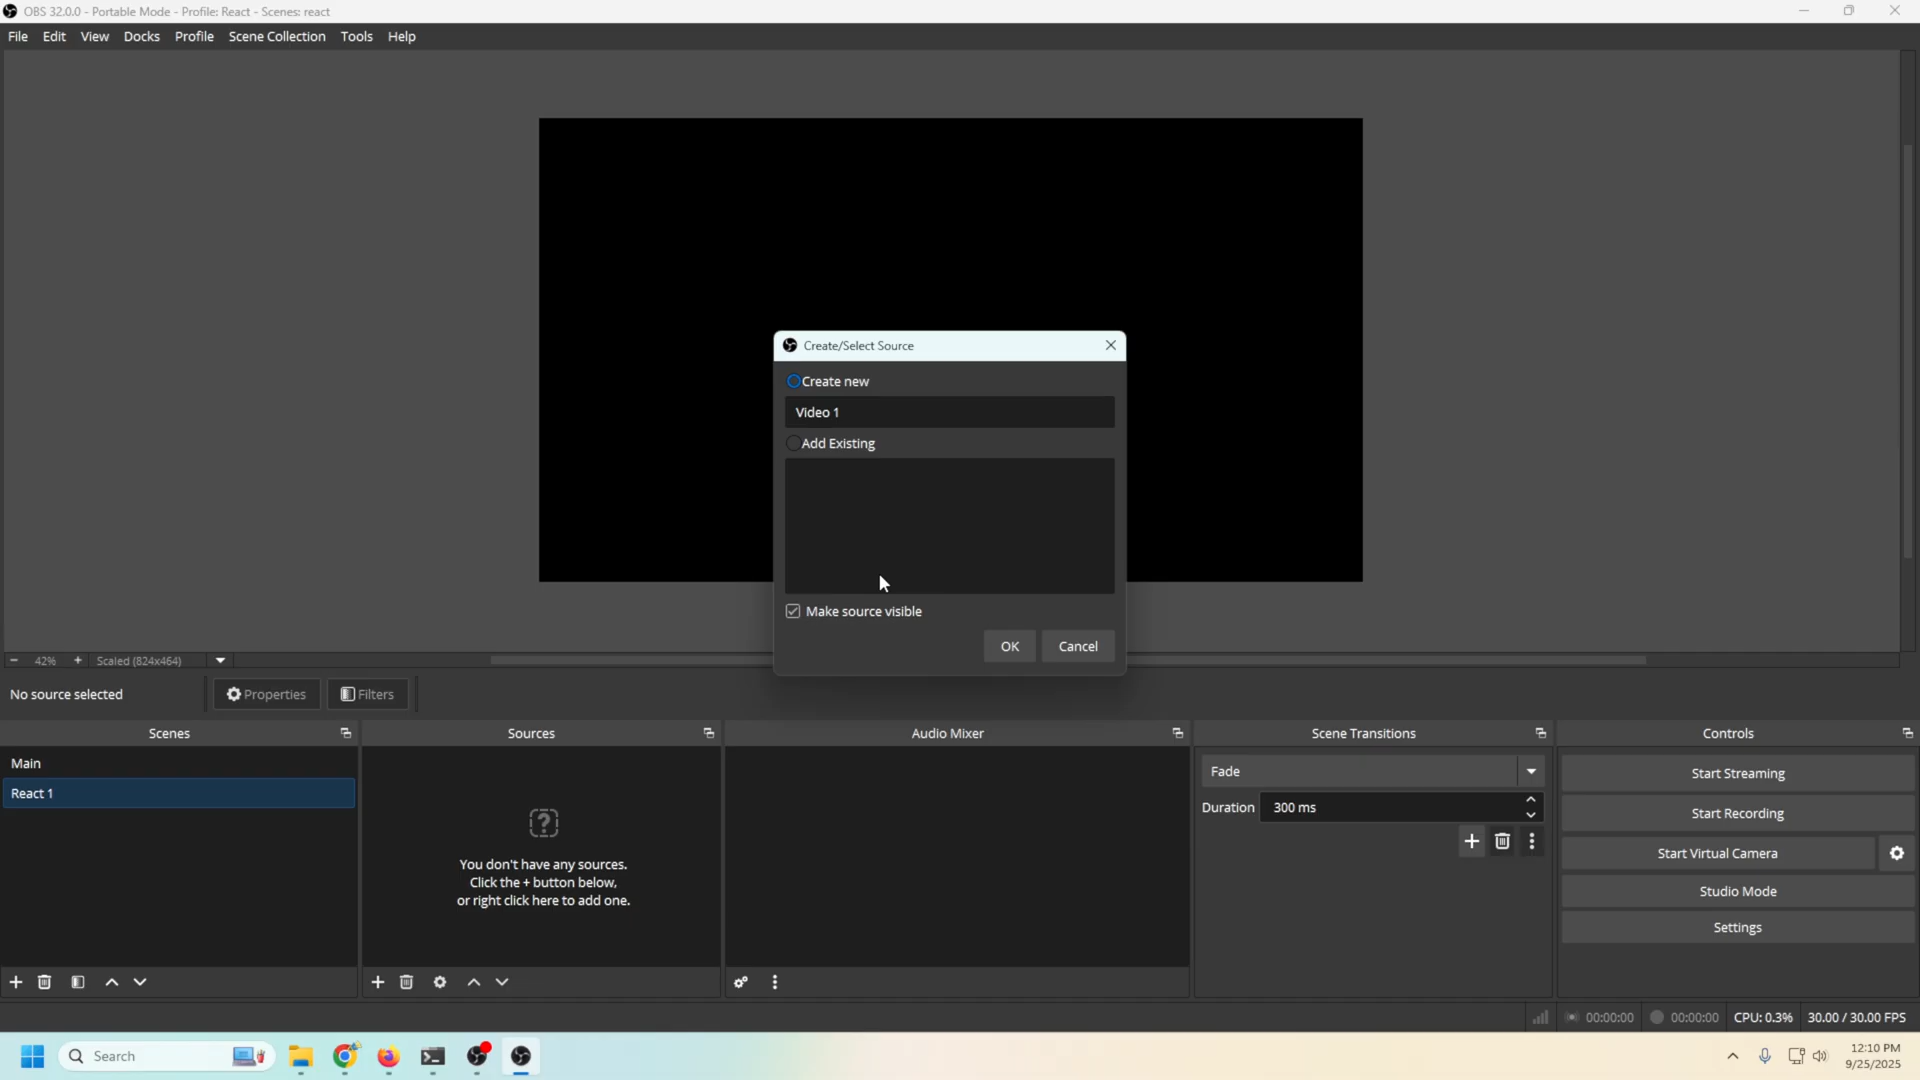 OBS 32.0.0 - Portable Mode - Profile: React - Scenes: react
File Edit View Docks Profile Scene Collection Tools Help
Create/Select Source
Create new
Video 1
Add Existing
Make source visible
OK Cancel
42% Scaled (824x464)
No source selected Properties Filters
Scenes Sources Audio Mixer Scene Transitions Controls
Main
React 1
You don't have any sources.
Click the + button below,
or right click here to add one.
Fade
Duration 300 ms
Start Streaming
Start Recording
Start Virtual Camera
Studio Mode
Settings
00:00:00 00:00:00 CPU: 0.3% 30.00 / 30.00 FPS
Search
12:10 PM
9/25/2025